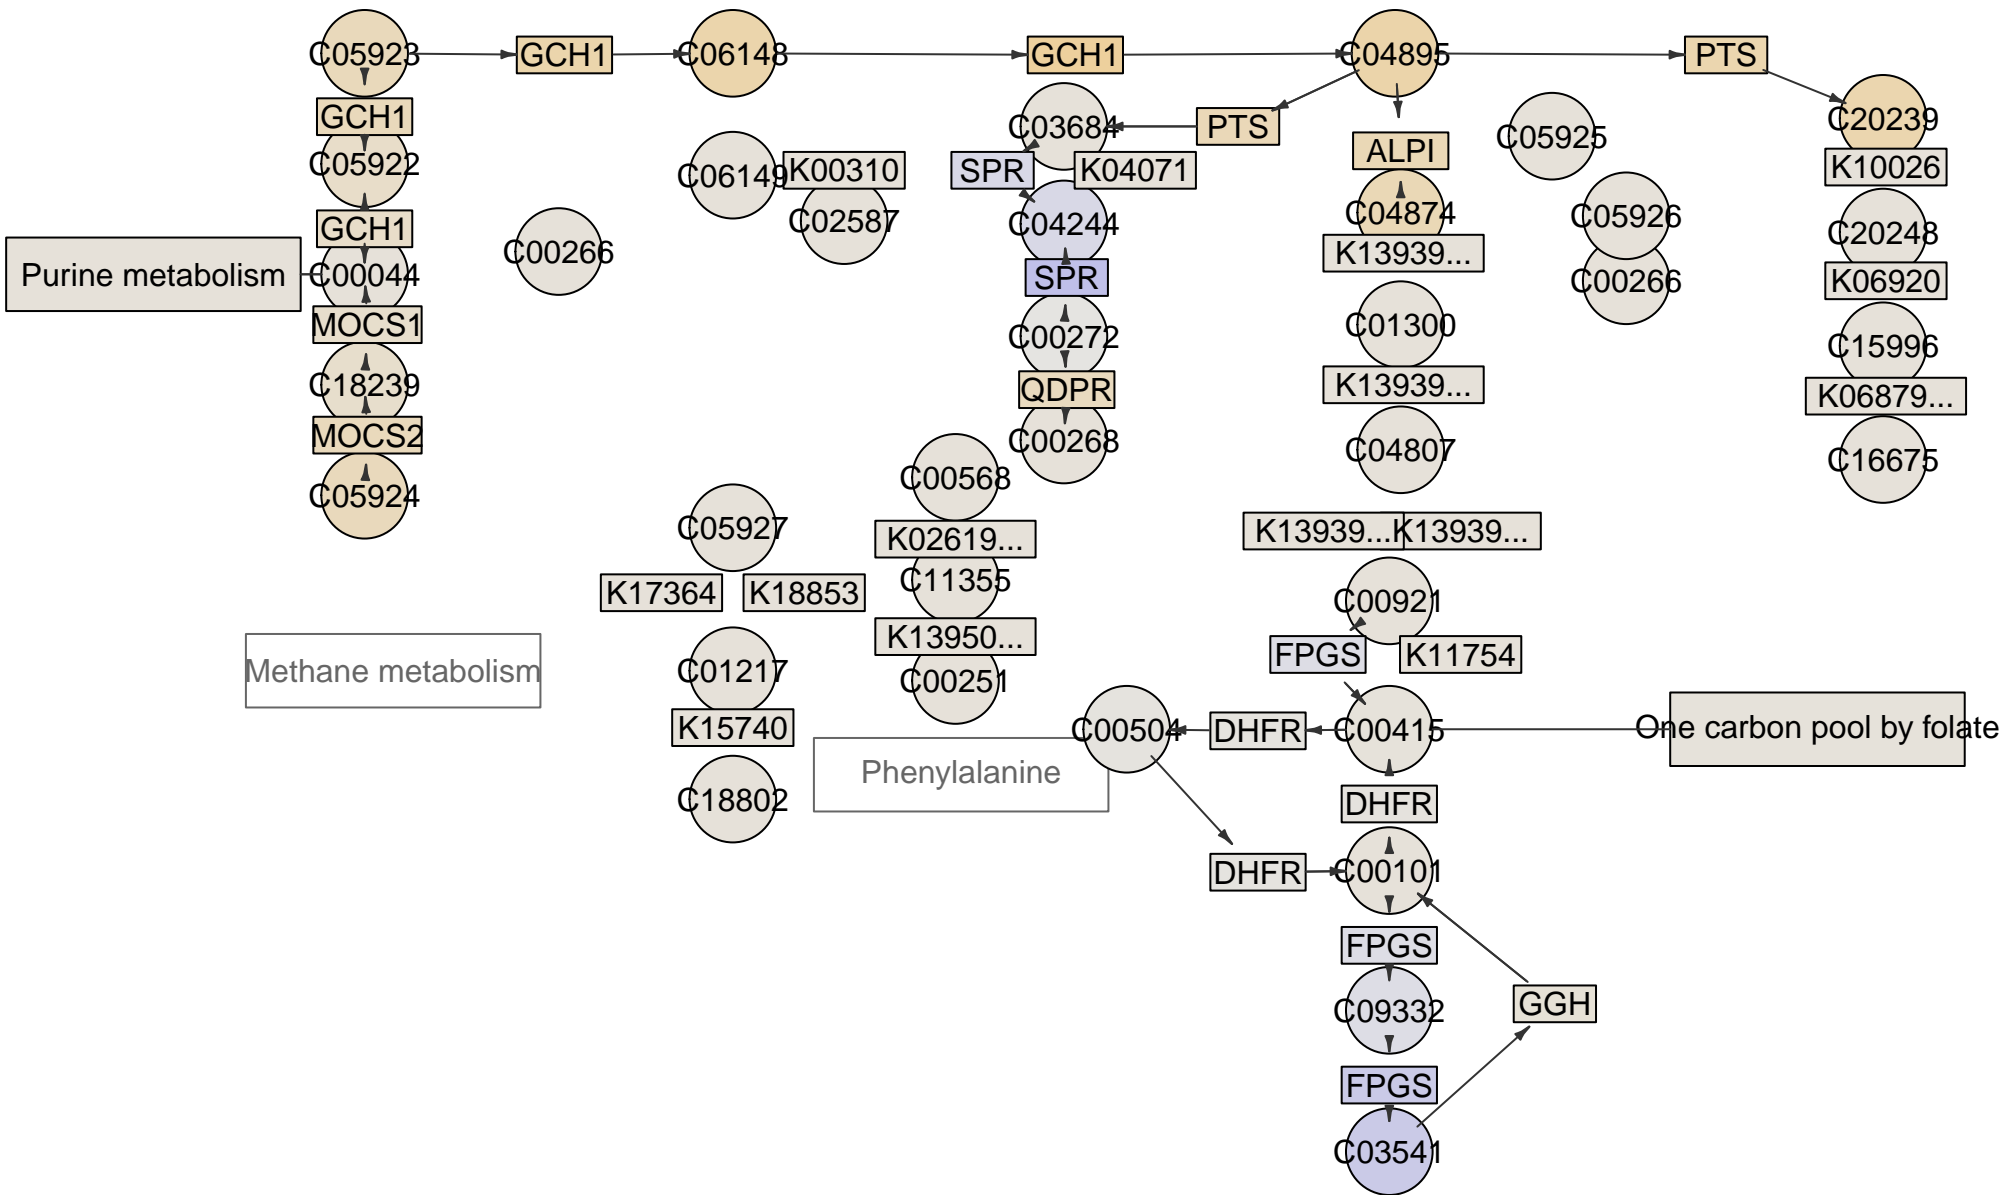 C05923
GCH1
C06148
GCH1
C04895
PTS
GCH1
C03684
PTS
C20239
C05925
ALPI
C05922
C06149
K00310
SPR
K04071
K10026
GCH1
C02587
C04244
C04874
C05926
C20248
C00266
K13939...
Purine metabolism
C00044
SPR
C00266
K06920
MOCS1
C00272
C01300
C15996
C18239
QDPR
K13939...
K06879...
MOCS2
C00268
C04807
C16675
C05924
C00568
C05927
K02619...
K13939...
K13939...
C11355
K17364
K18853
C00921
K13950...
FPGS
K11754
Methane metabolism
C01217
C00251
K15740
C00504
DHFR
C00415
One carbon pool by folate
Phenylalanine
C18802
DHFR
DHFR
C00101
FPGS
C09332
GGH
FPGS
C03541